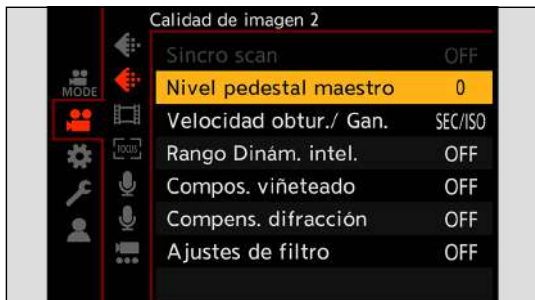 Calidad de imagen 2
Sincro scan OFF
MODE
Nivel pedestal maestro 0
Velocidad obtur./ Gan. SEC/ISO
FOCUS
Rango Dinám. intel. OFF
Compos. viñeteado OFF
Compens. difracción OFF
Ajustes de filtro OFF